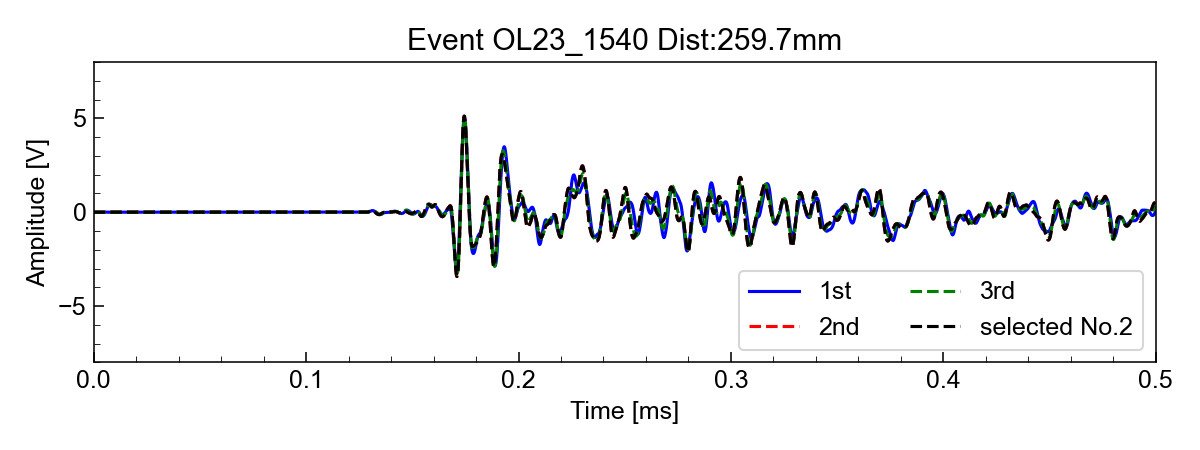 Event OL23_1540 Dist:259.7mm
Amplitude [V]
5
0
−5
1st
2nd
3rd
selected No.2
0.0
0.1
0.2
0.3
0.4
0.5
Time [ms]